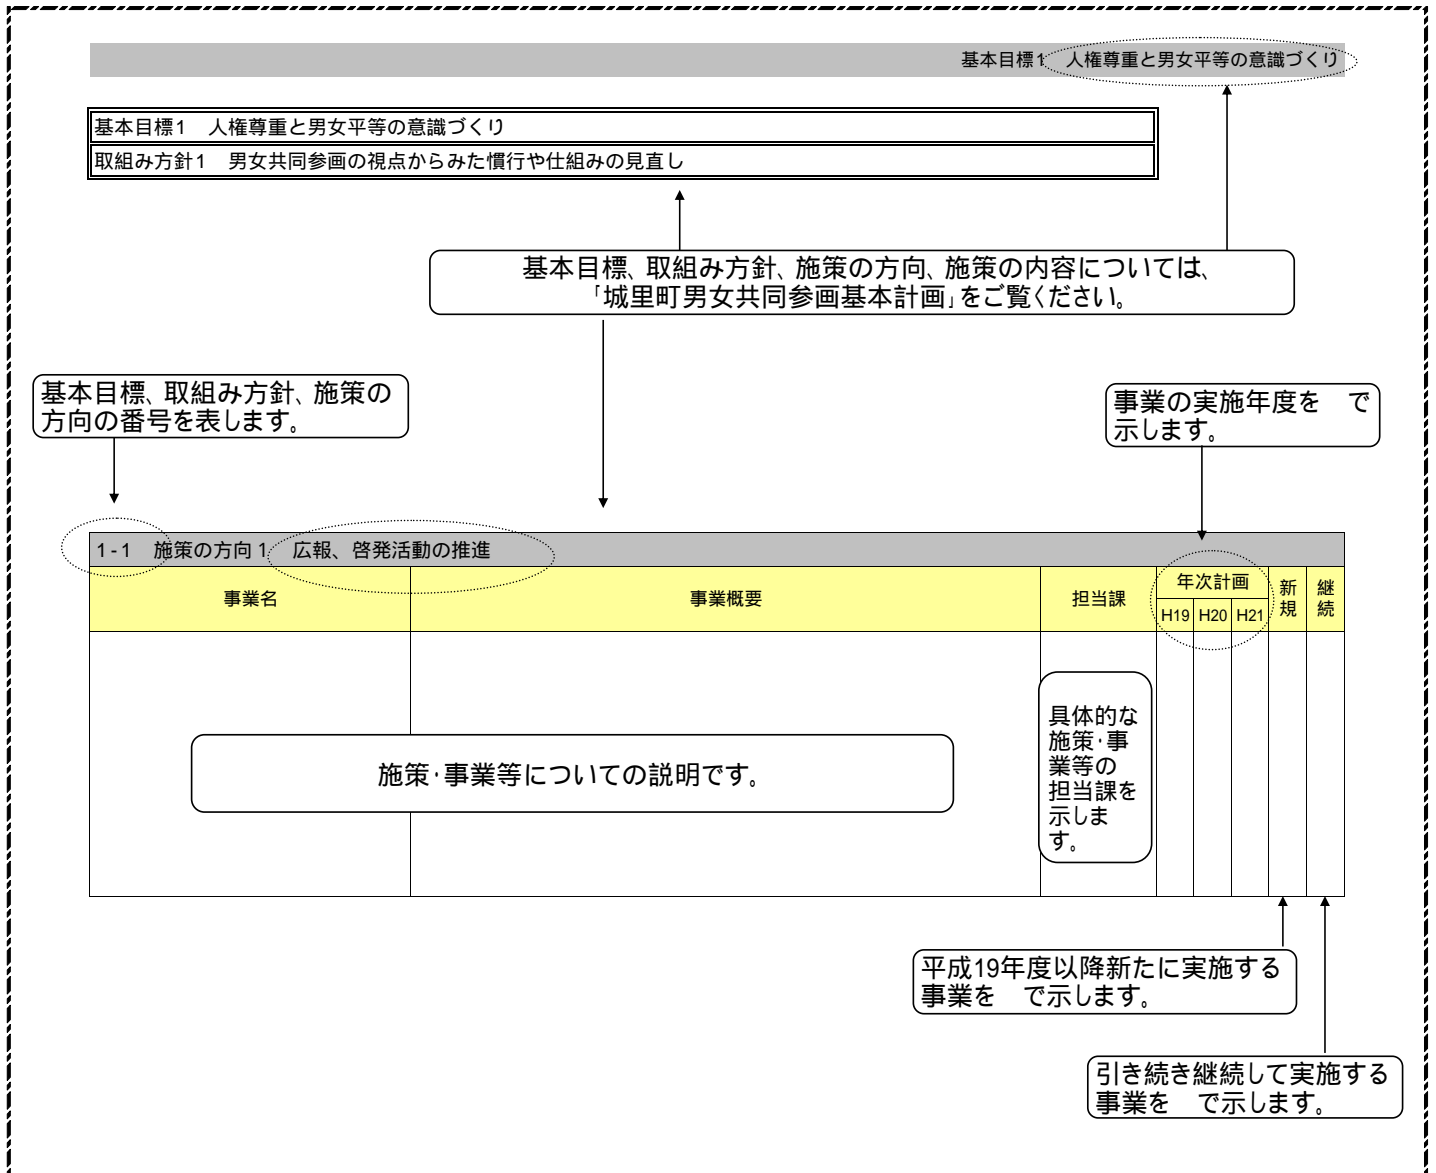 基本目標1　人権尊重と男女平等の意識づくり
基本目標1　人権尊重と男女平等の意識づくり
取組み方針1　男女共同参画の視点からみた慣行や仕組みの見直し
基本目標、取組み方針、施策の方向、施策の内容については、
「城里町男女共同参画基本計画」をご覧ください。
基本目標、取組み方針、施策の
方向の番号を表します。
事業の実施年度を　で
示します。
1-1　施策の方向1　広報、啓発活動の推進
事業名
事業概要
担当課
年次計画
H19 H20 H21
新規
継続
施策・事業等についての説明です。
具体的な
施策・事
業等の
担当課を
示しま
す。
平成19年度以降新たに実施する
事業を　で示します。
引き続き継続して実施する
事業を　で示します。